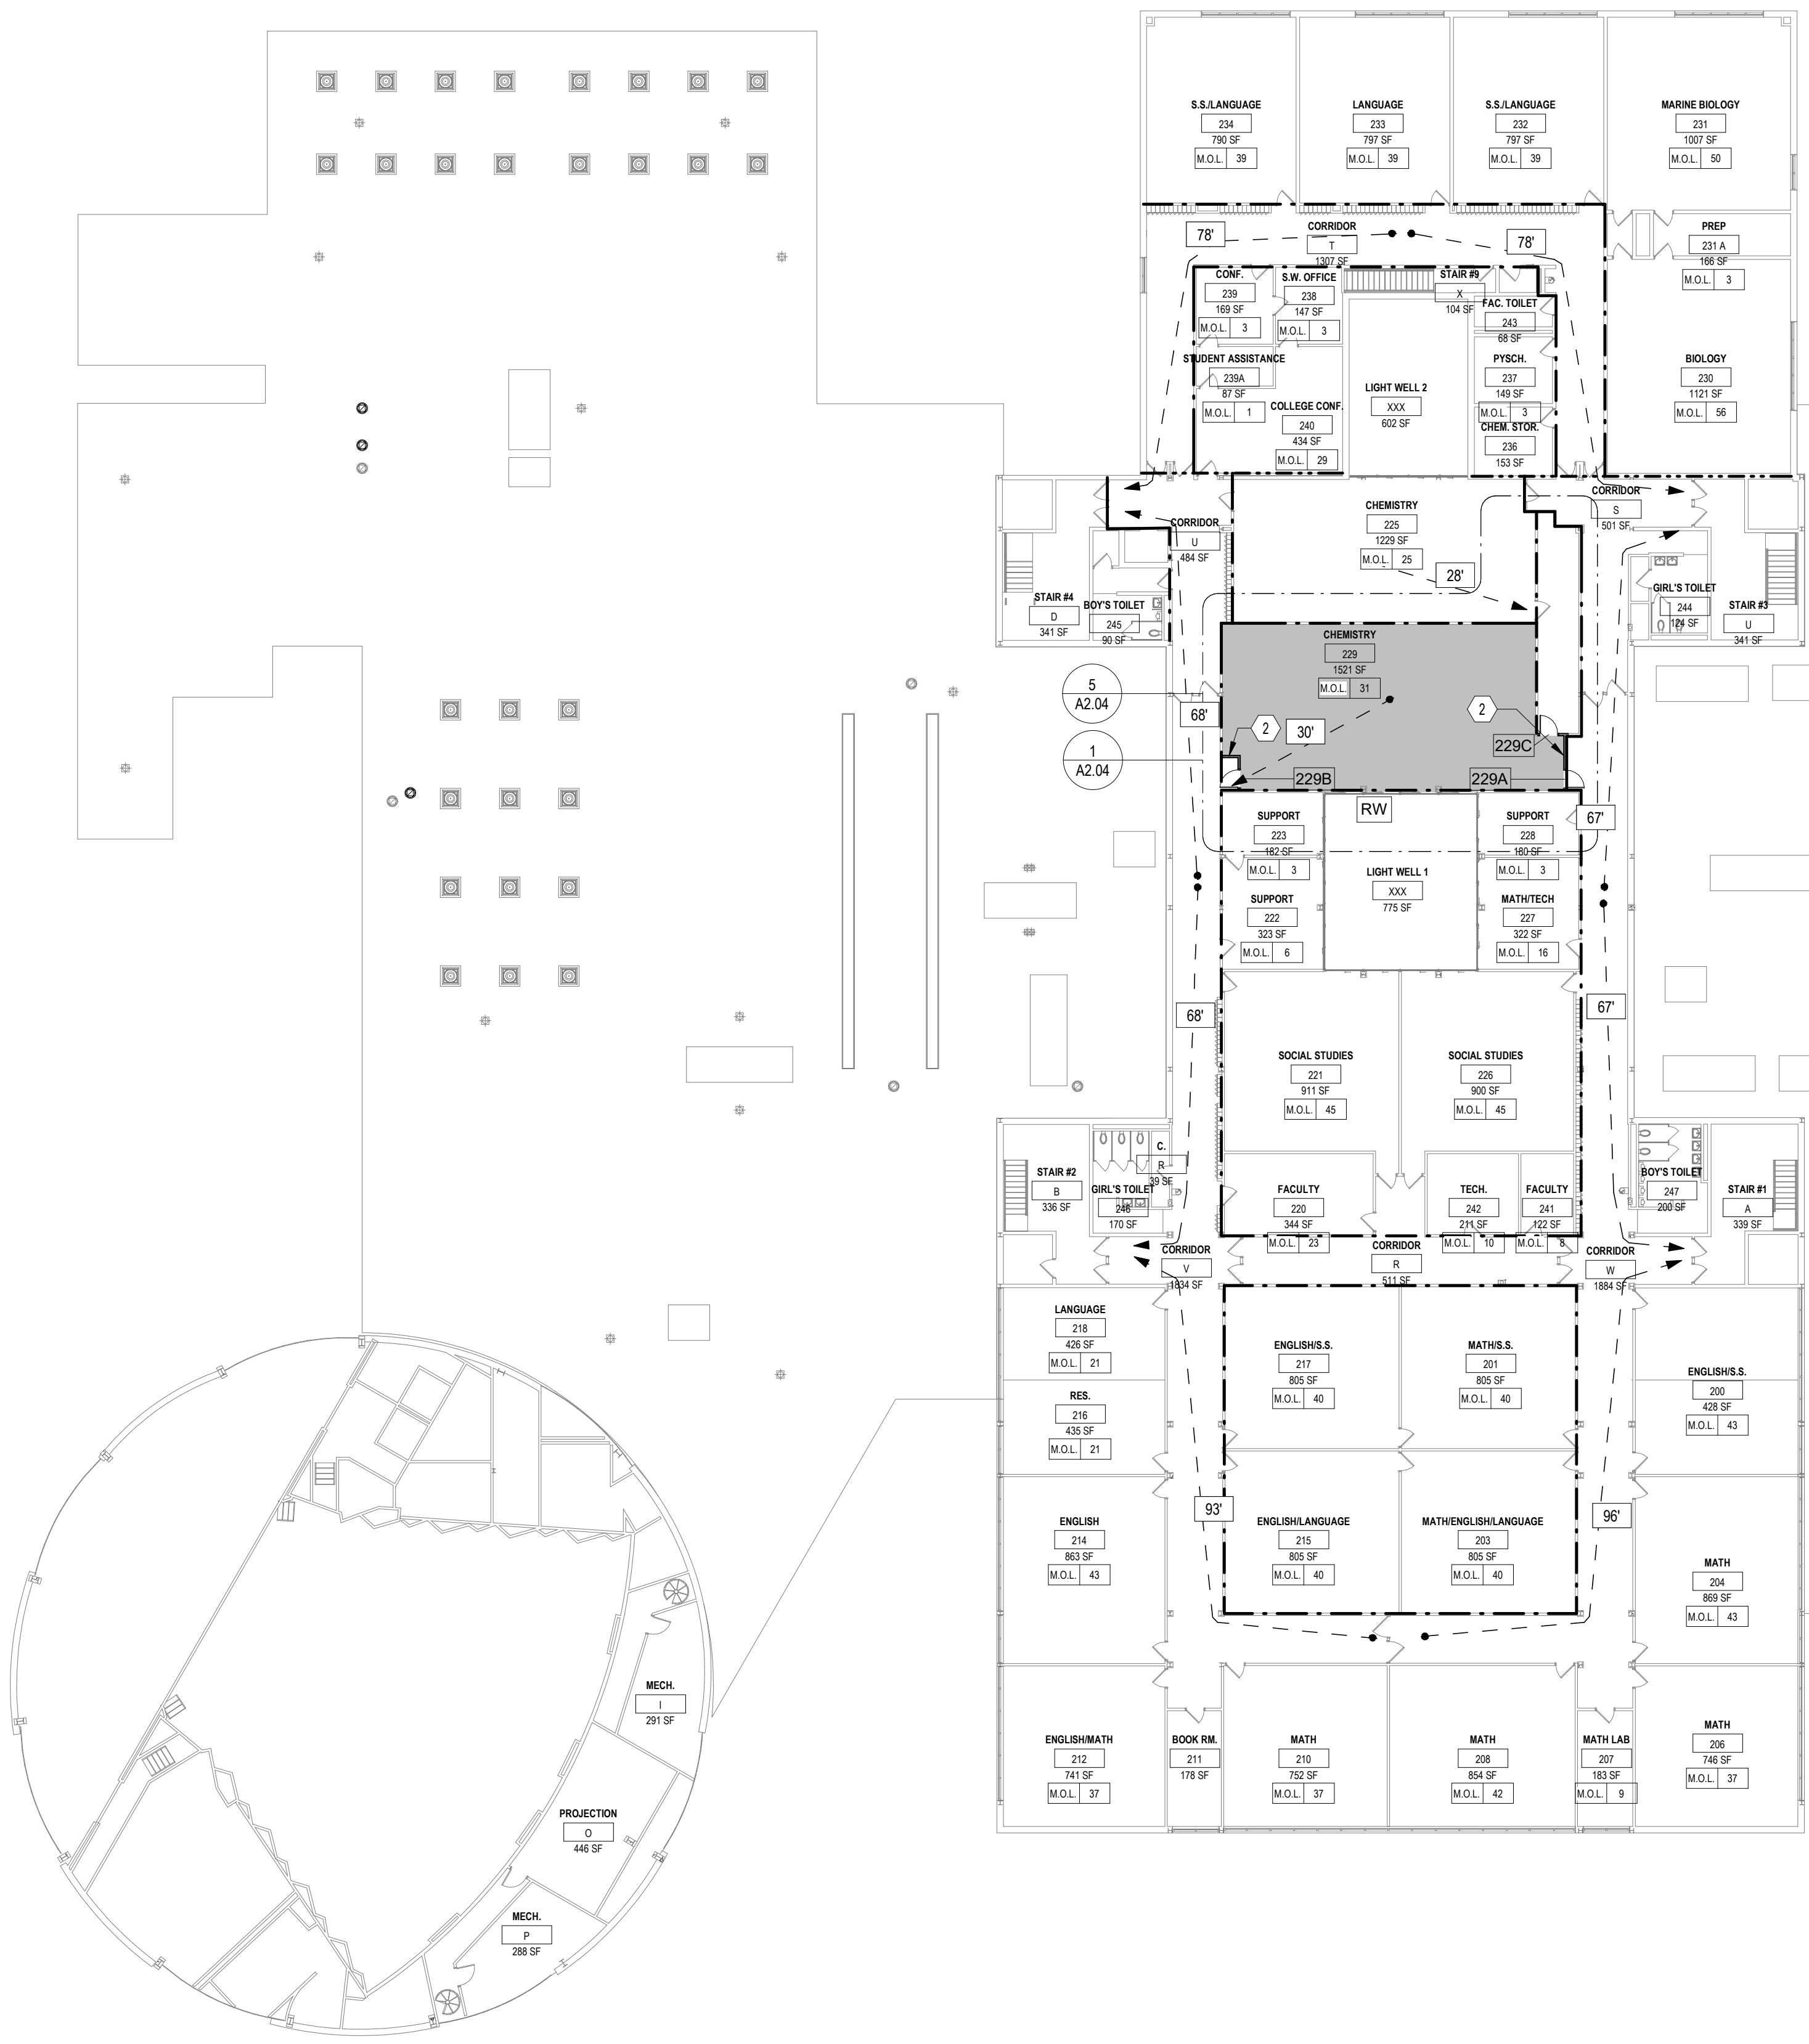 S.S./LANGUAGE
234
790 SF
M.O.L. 39
LANGUAGE
233
797 SF
M.O.L. 39
S.S./LANGUAGE
232
797 SF
M.O.L. 39
MARINE BIOLOGY
231
1007 SF
M.O.L. 50
78'
CORRIDOR
T
1307 SF
78'
PREP
231 A
166 SF
M.O.L. 3
CONF.
239
169 SF
M.O.L. 3
S.W. OFFICE
238
147 SF
M.O.L. 3
STAIR #9
X
104 SF
FAC. TOILET
243
68 SF
STUDENT ASSISTANCE
239A
87 SF
M.O.L. 1
COLLEGE CONF.
240
434 SF
M.O.L. 29
LIGHT WELL 2
XXX
602 SF
PYSCH.
237
149 SF
M.O.L. 3
CHEM. STOR.
236
153 SF
BIOLOGY
230
1121 SF
M.O.L. 56
CORRIDOR
U
484 SF
CHEMISTRY
225
1229 SF
M.O.L. 25
28'
CORRIDOR
S
501 SF
STAIR #4
D
341 SF
BOY'S TOILET
245
90 SF
GIRL'S TOILET
244
124 SF
STAIR #3
U
341 SF
CHEMISTRY
229
1521 SF
M.O.L. 31
5
A2.04
68'
2
30'
2
229C
1
A2.04
229B
229A
RW
SUPPORT
223
182 SF
M.O.L. 3
SUPPORT
228
180 SF
M.O.L. 3
67'
LIGHT WELL 1
XXX
775 SF
SUPPORT
222
323 SF
M.O.L. 6
MATH/TECH
227
322 SF
M.O.L. 16
68'
67'
SOCIAL STUDIES
221
911 SF
M.O.L. 45
SOCIAL STUDIES
226
900 SF
M.O.L. 45
STAIR #2
B
336 SF
C.
R
39 SF
GIRL'S TOILET
246
170 SF
FACULTY
220
344 SF
M.O.L. 23
TECH.
242
211 SF
M.O.L. 10
FACULTY
241
122 SF
M.O.L. 8
BOY'S TOILET
247
200 SF
STAIR #1
A
339 SF
CORRIDOR
V
1834 SF
CORRIDOR
R
511 SF
CORRIDOR
W
1884 SF
LANGUAGE
218
426 SF
M.O.L. 21
ENGLISH/S.S.
217
805 SF
M.O.L. 40
MATH/S.S.
201
805 SF
M.O.L. 40
ENGLISH/S.S.
200
428 SF
M.O.L. 43
RES.
216
435 SF
M.O.L. 21
93'
96'
ENGLISH
214
863 SF
M.O.L. 43
ENGLISH/LANGUAGE
215
805 SF
M.O.L. 40
MATH/ENGLISH/LANGUAGE
203
805 SF
M.O.L. 40
MATH
204
869 SF
M.O.L. 43
MECH.
I
291 SF
ENGLISH/MATH
212
741 SF
M.O.L. 37
BOOK RM.
211
178 SF
MATH
210
752 SF
M.O.L. 37
MATH
208
854 SF
M.O.L. 42
MATH LAB
207
183 SF
M.O.L. 9
MATH
206
746 SF
M.O.L. 37
PROJECTION
O
446 SF
MECH.
P
288 SF